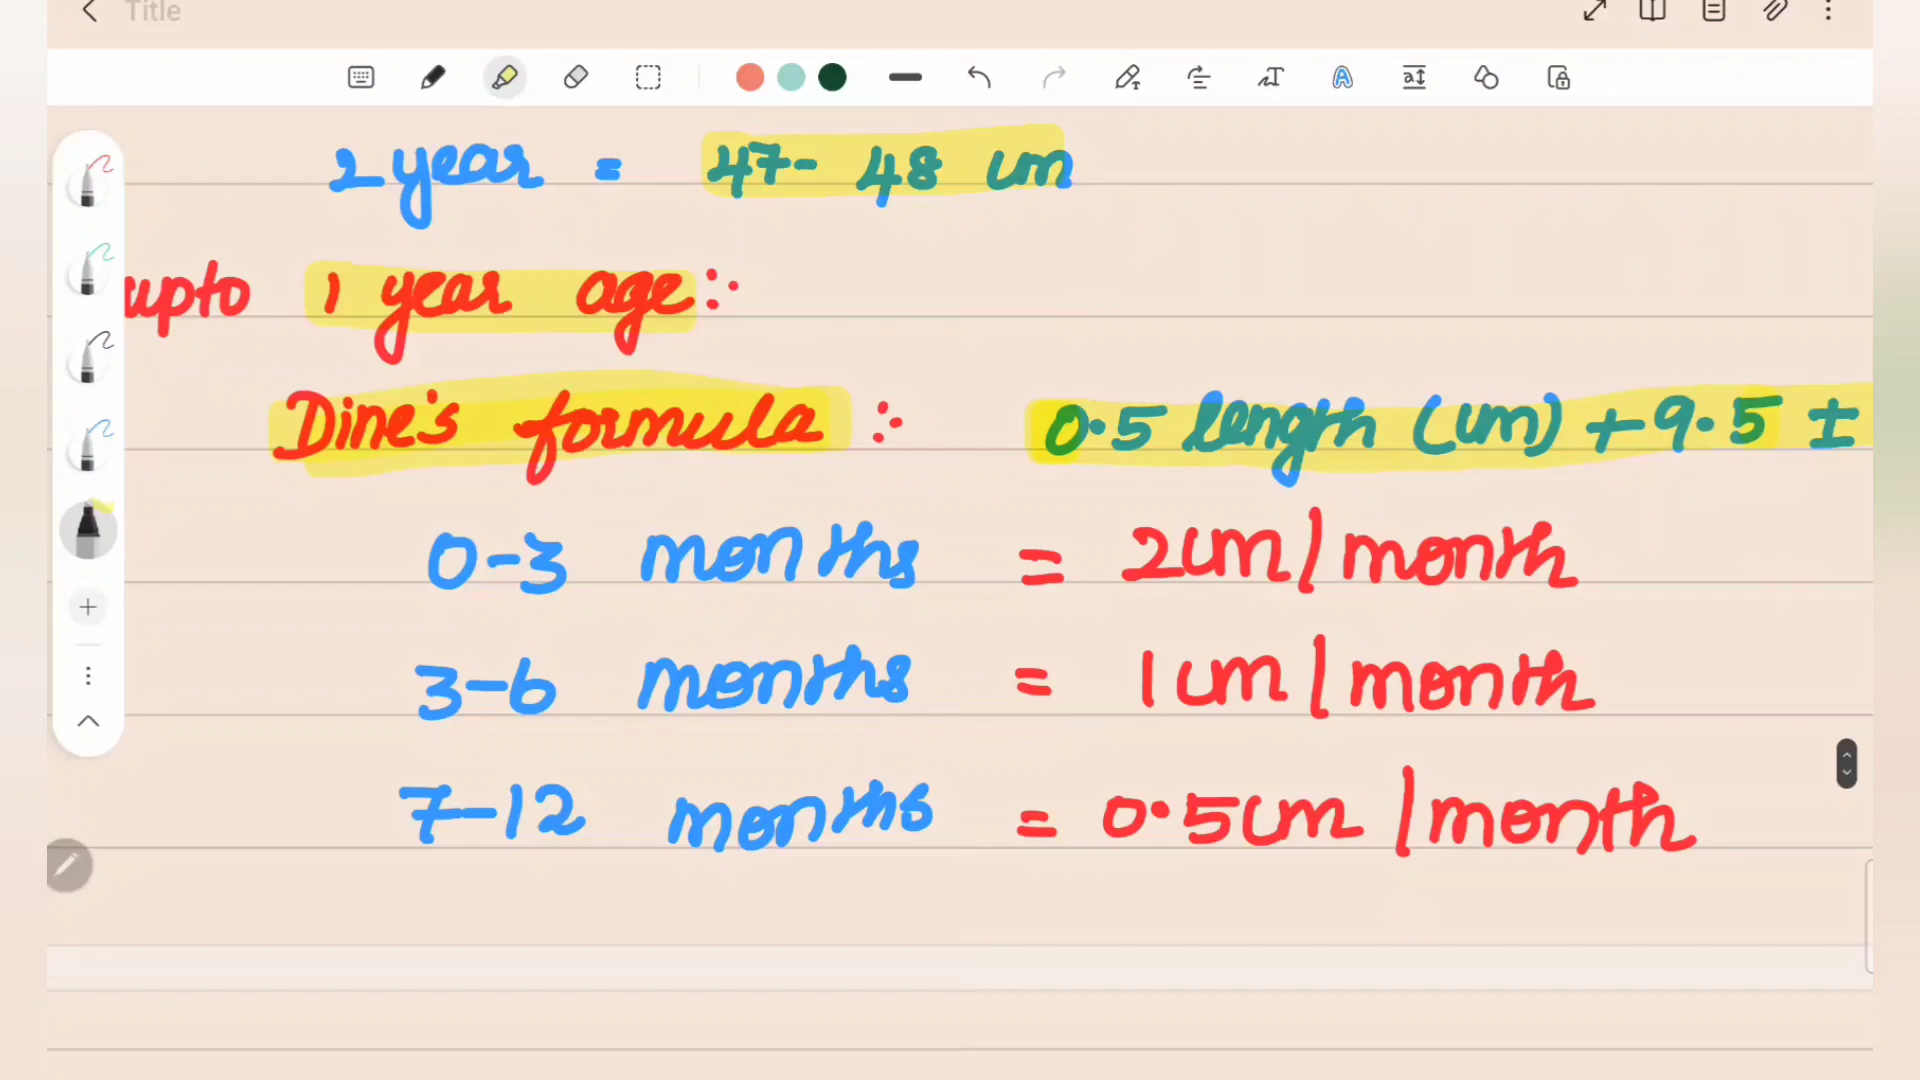 Title
2 year = 47- 48 cm
upto 1 year age :-
Dine's formula :- 0.5 length (cm) + 9.5 ±
0-3 months = 2cm/month
3-6 months = 1cm/month
7-12 months = 0.5cm/month